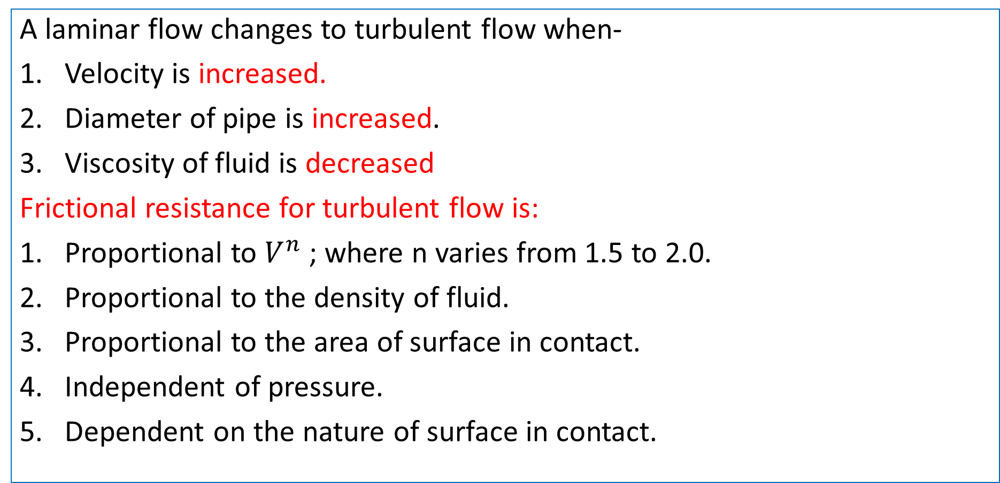 A laminar flow changes to turbulent flow when-
1. Velocity is increased.
2. Diameter of pipe is increased.
3. Viscosity of fluid is decreased
Frictional resistance for turbulent flow is:
1. Proportional to 𝑉ⁿ ; where n varies from 1.5 to 2.0.
2. Proportional to the density of fluid.
3. Proportional to the area of surface in contact.
4. Independent of pressure.
5. Dependent on the nature of surface in contact.